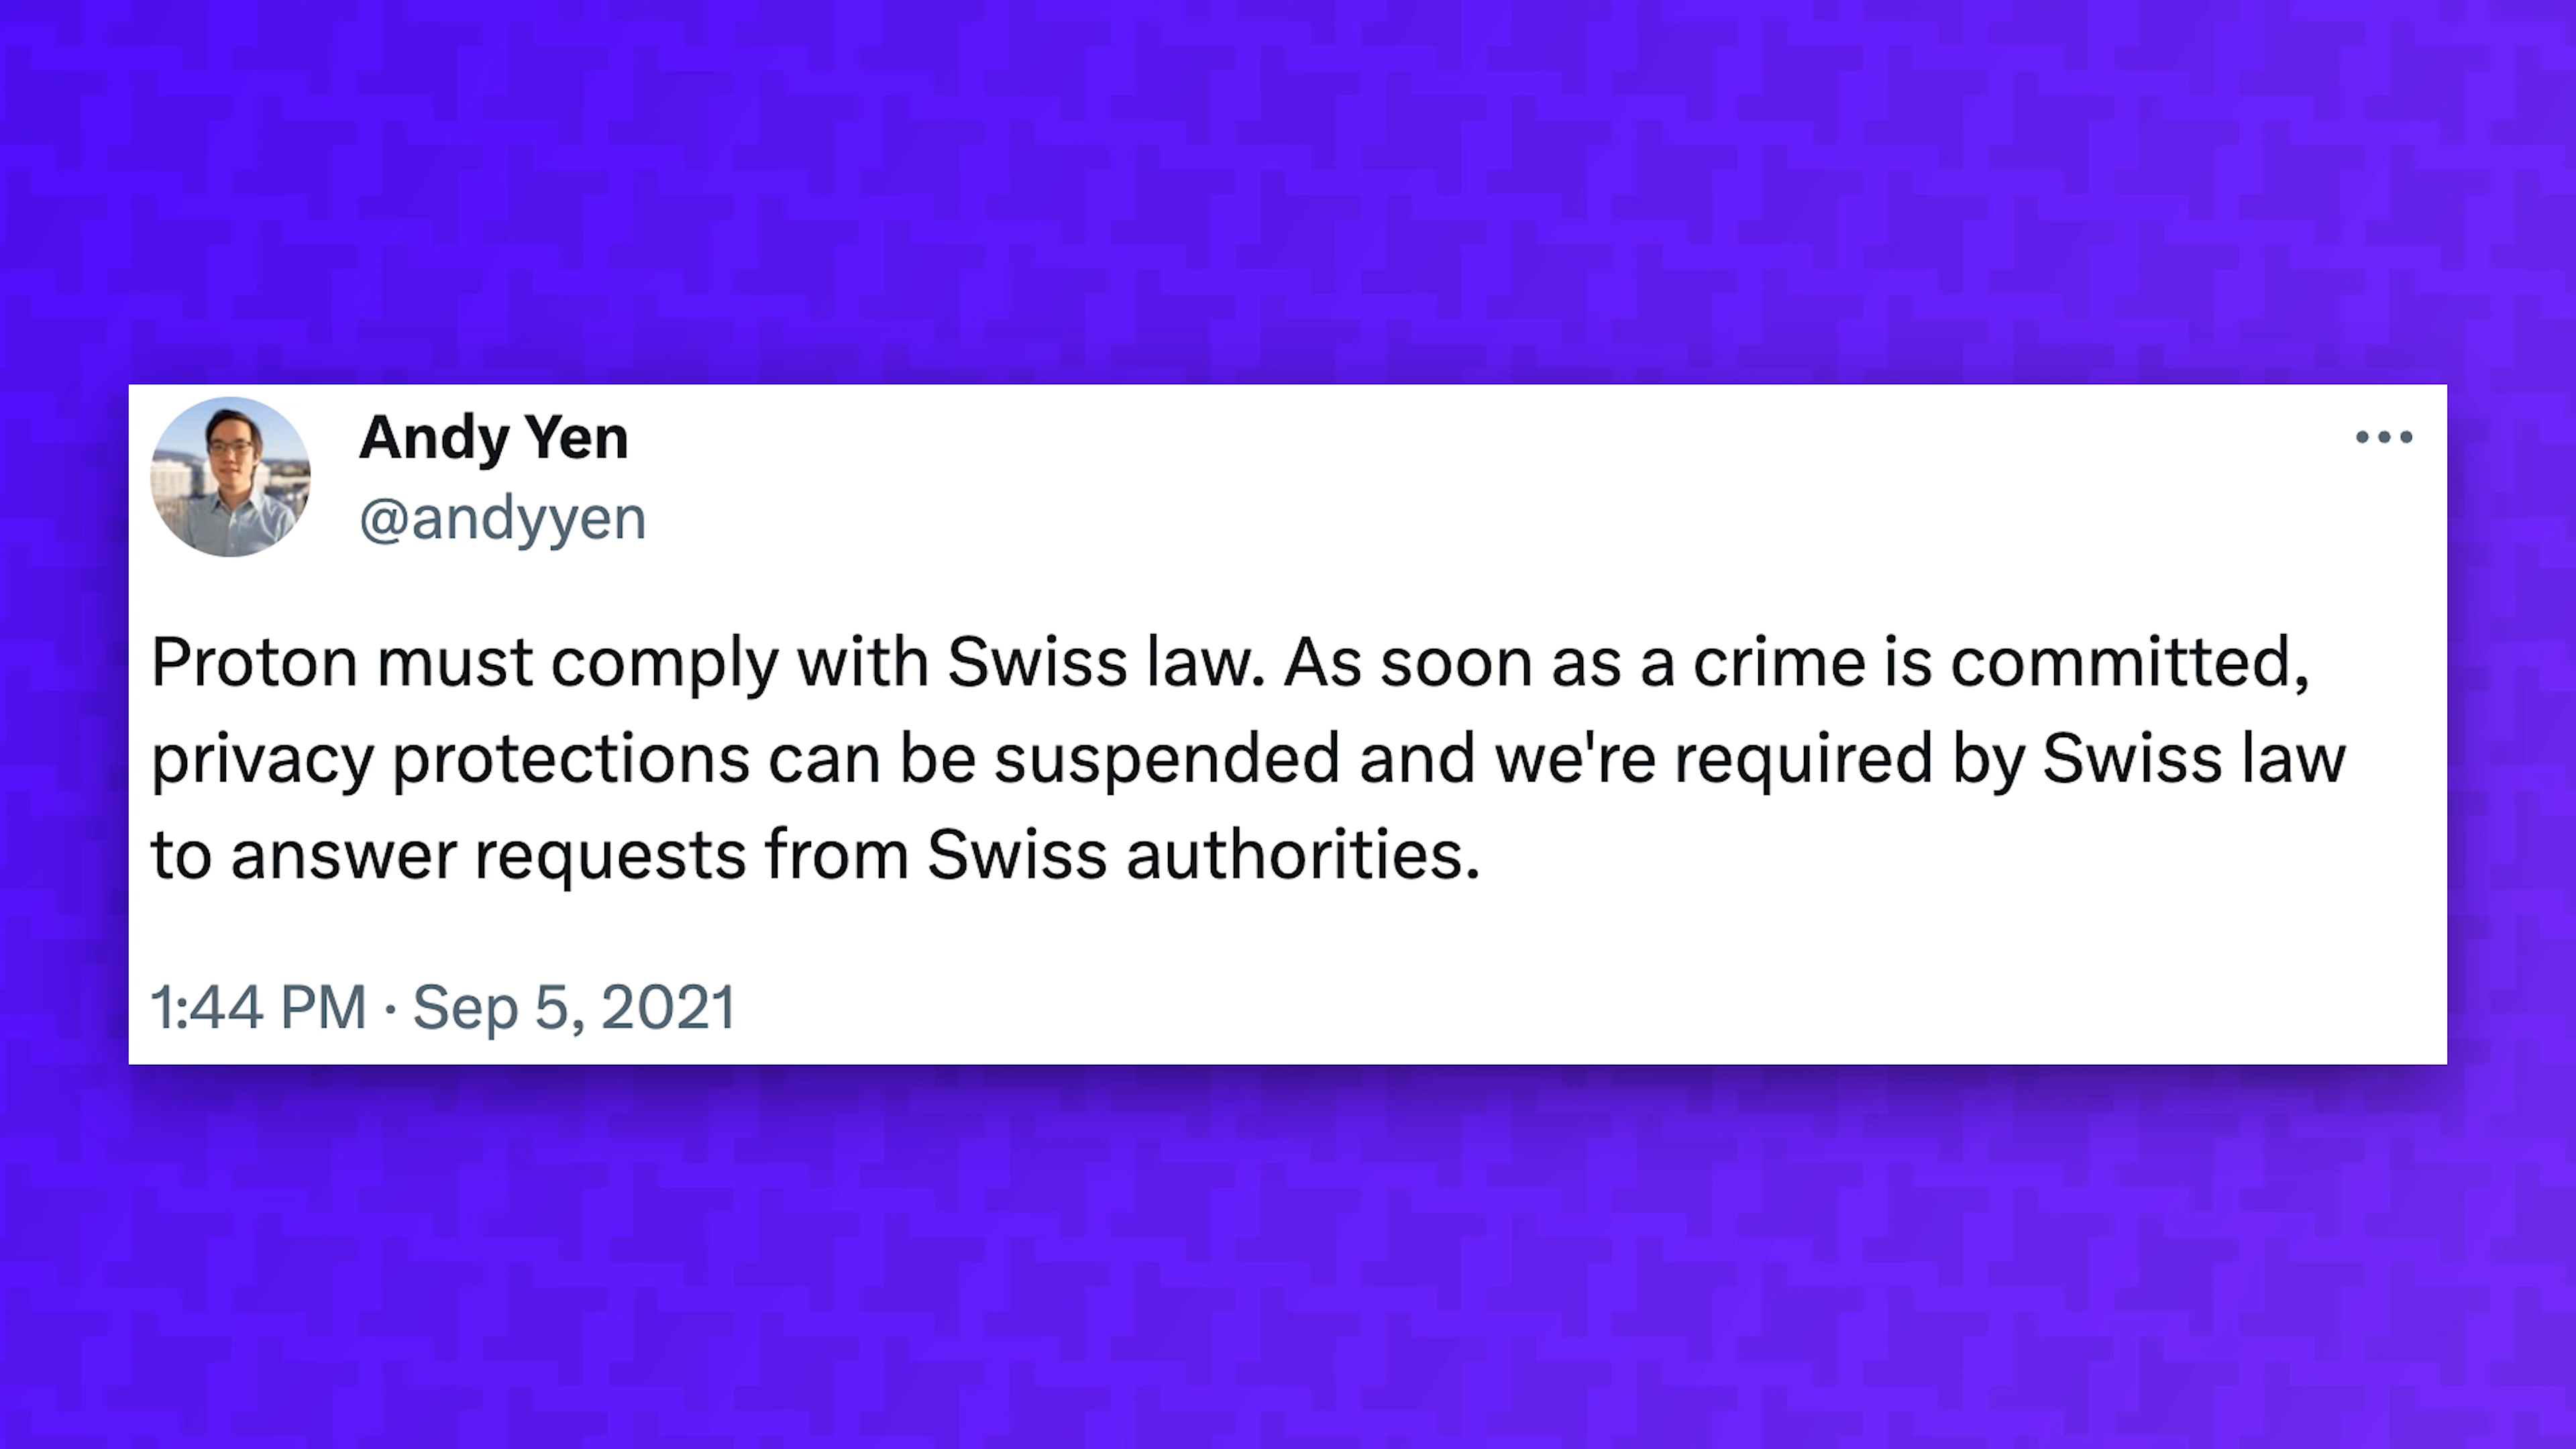 Andy Yen
@andyyen
Proton must comply with Swiss law. As soon as a crime is committed,
privacy protections can be suspended and we're required by Swiss law
to answer requests from Swiss authorities.
1:44 PM · Sep 5, 2021